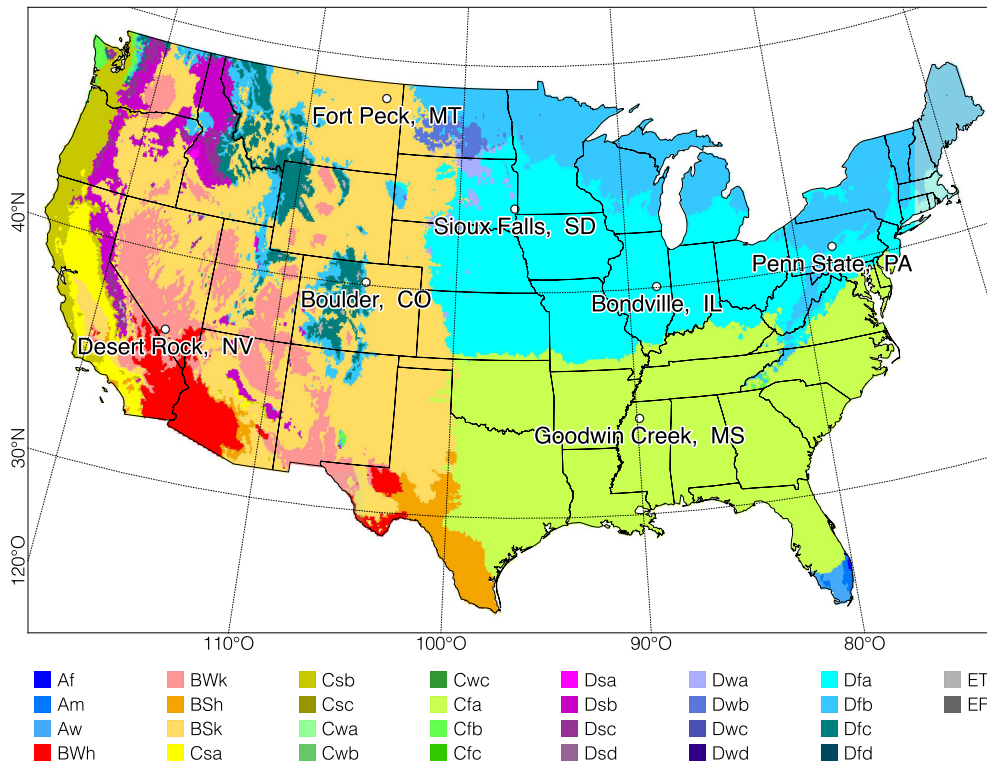 Fort Peck, MT
40°N
Sioux Falls, SD
Penn State, PA
Boulder, CO
Bondville, IL
Desert Rock, NV
30°N
Goodwin Creek, MS
120°O
110°O 100°O 90°O 80°O
Af BWk Csb Cwc Dsa Dwa Dfa ET
Am BSh Csc Cfa Dsb Dwb Dfb EF
Aw BSk Cwa Cfb Dsc Dwc Dfc
BWh Csa Cwb Cfc Dsd Dwd Dfd